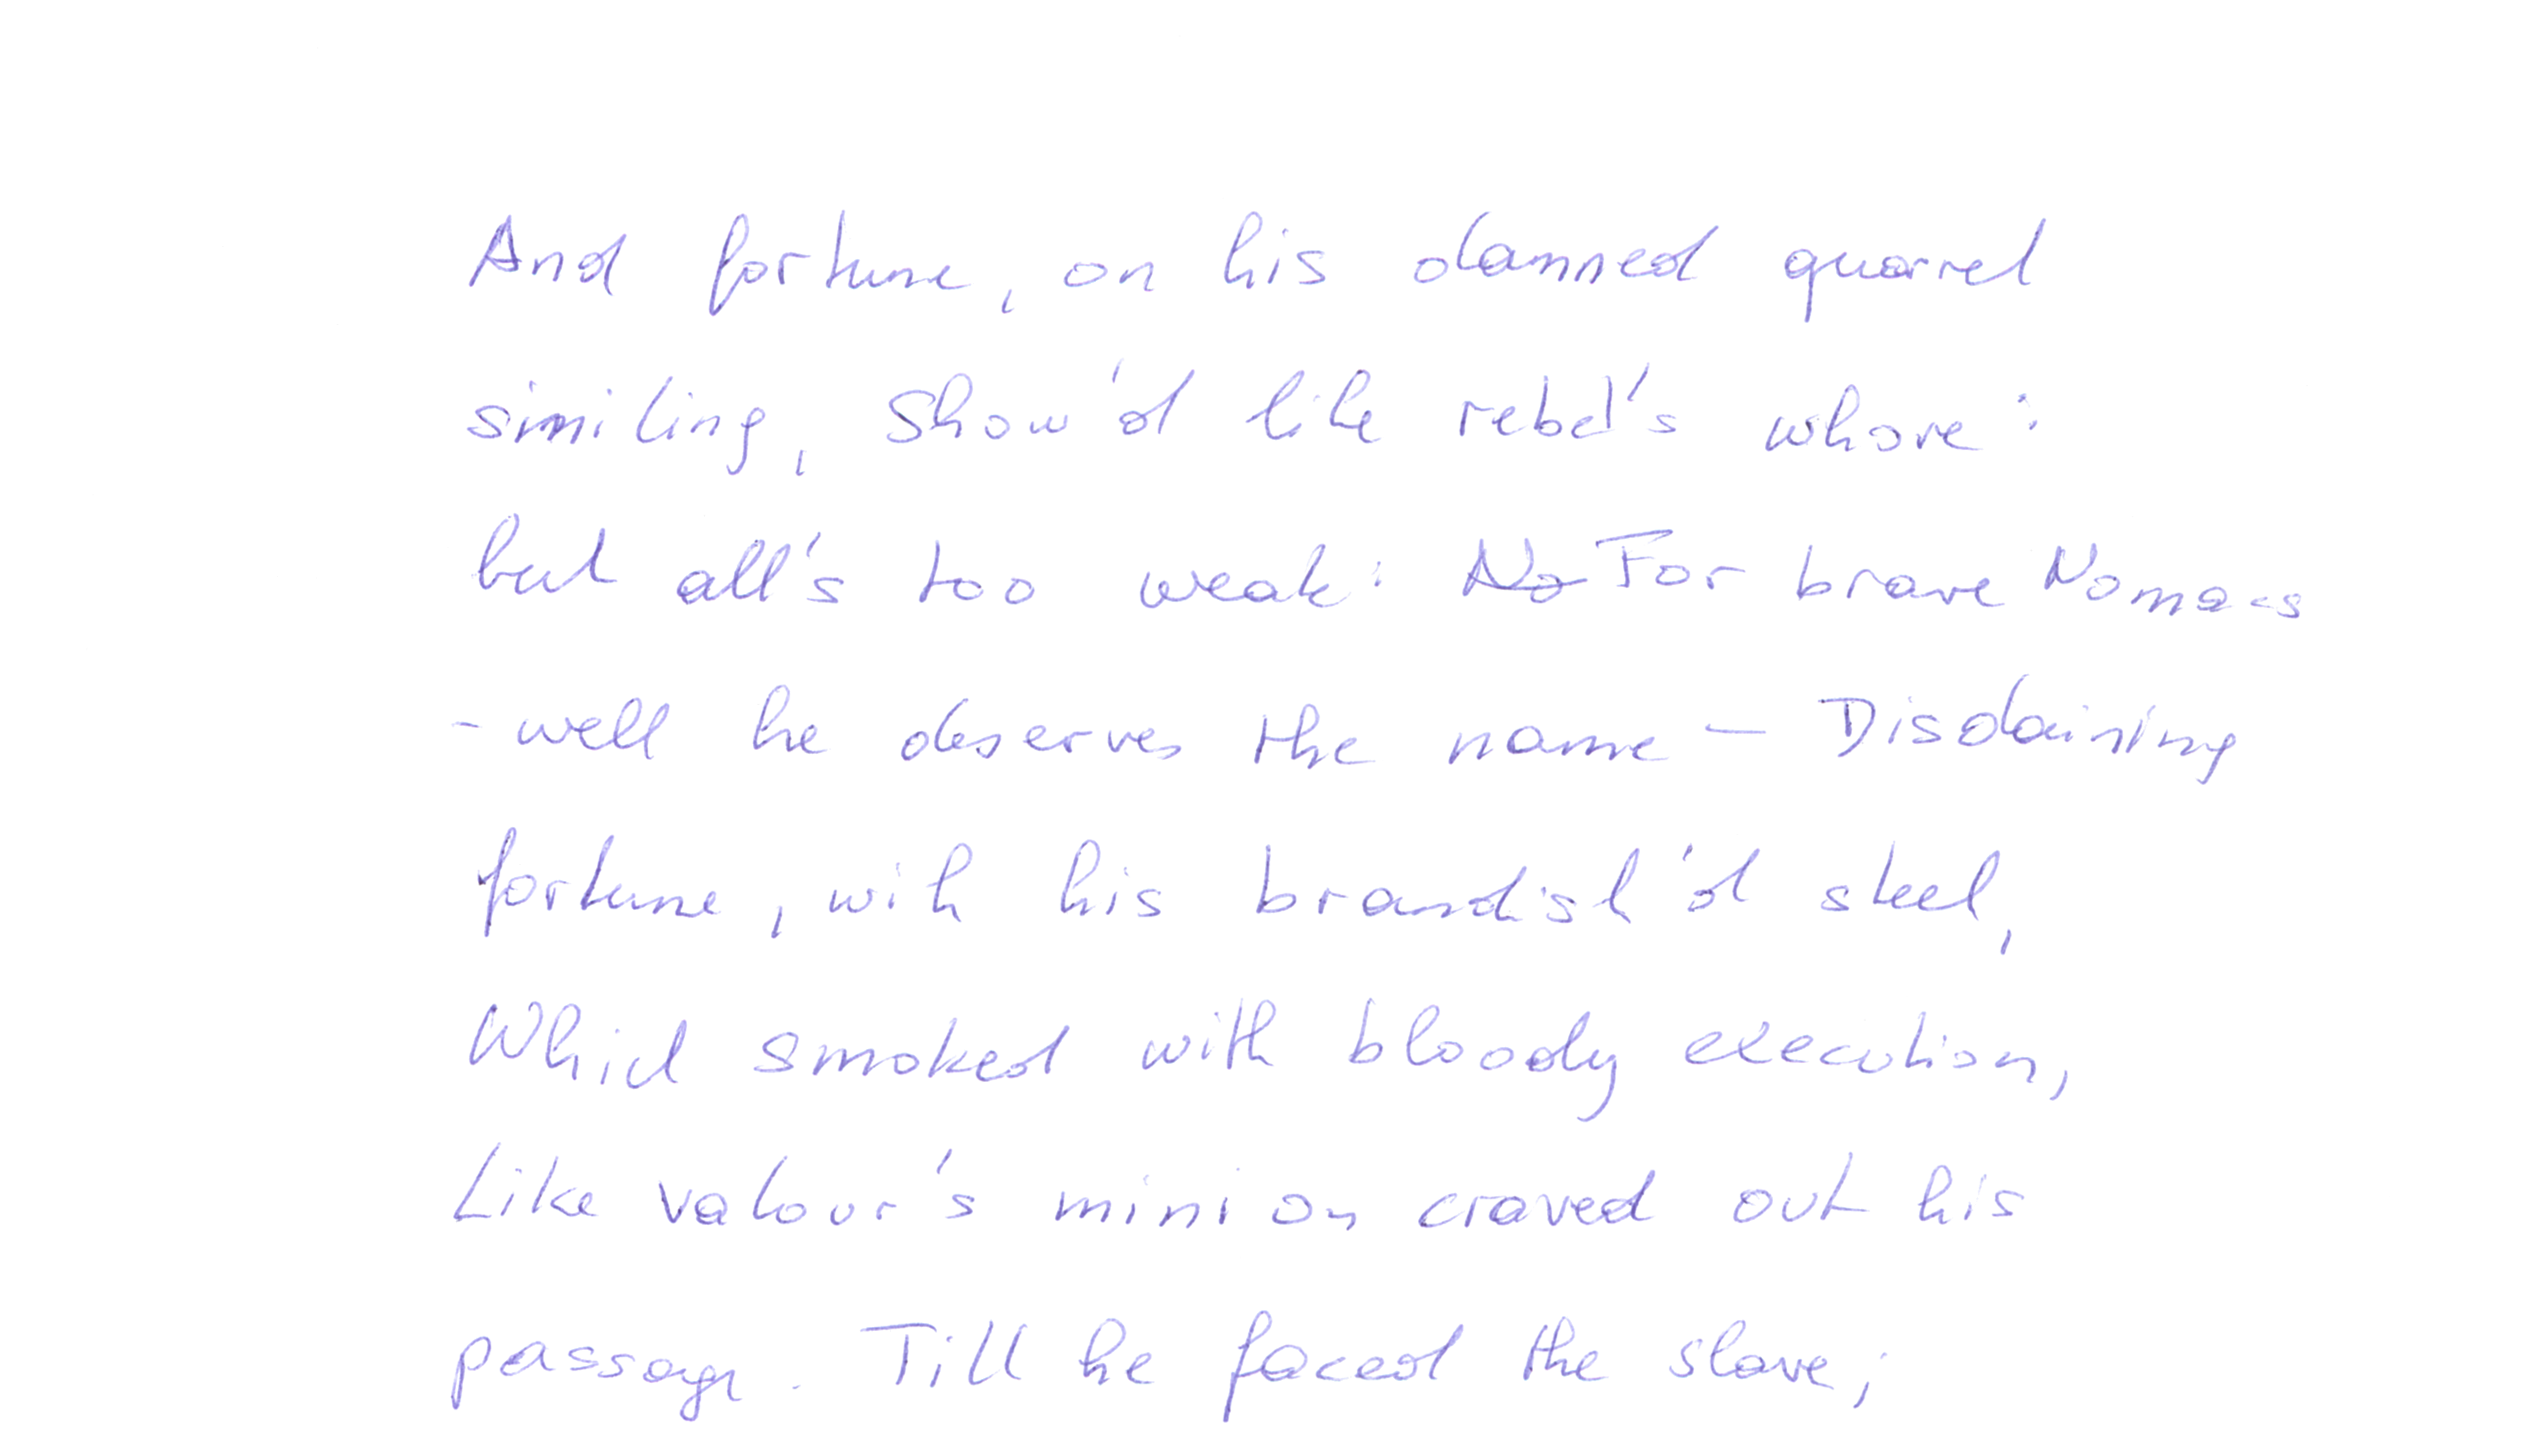 And fortune, on his damned quarrel
similing, Show'd like rebel's whore:
but all's too weak: No For brave Nomacs
- well he deserves the name - Disdaining
fortune, with his brandish'd steel,
Which smoked with bloody execution,
Like valour's minion craved out his
passage. Till he faced the slave;